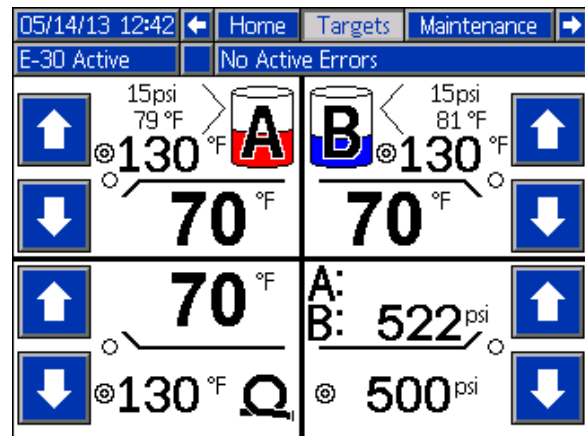 05/14/13 12:42 Home Targets Maintenance
E-30 Active No Active Errors
15psi
79 °F
A
130 °F
70 °F
15psi
81 °F
B
130 °F
70 °F
70 °F
130 °F
A:
B: 522psi
500psi